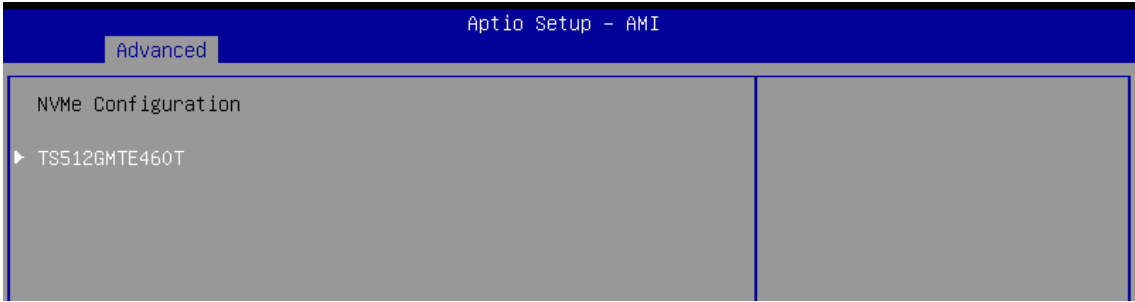 Aptio Setup – AMI
Advanced
NVMe Configuration
TS512GMTE460T